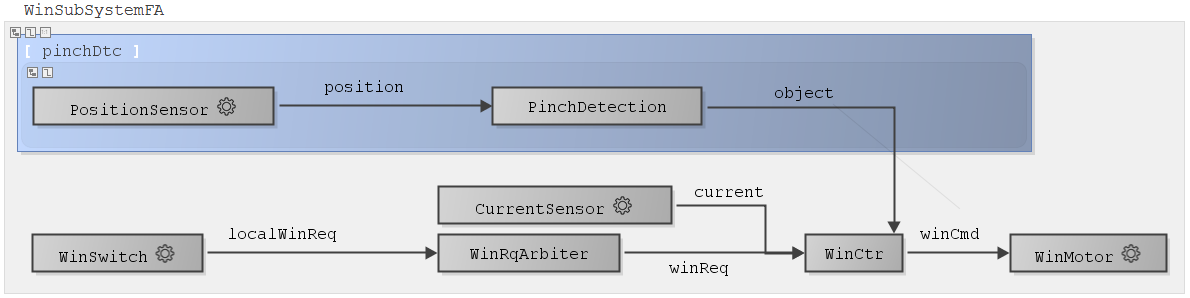 WinSubSystemFA
[ pinchDtc ]
position
object
PositionSensor
PinchDetection
current
CurrentSensor
localWinReq
winCmd
WinSwitch
WinRqArbiter
WinCtr
WinMotor
winReq